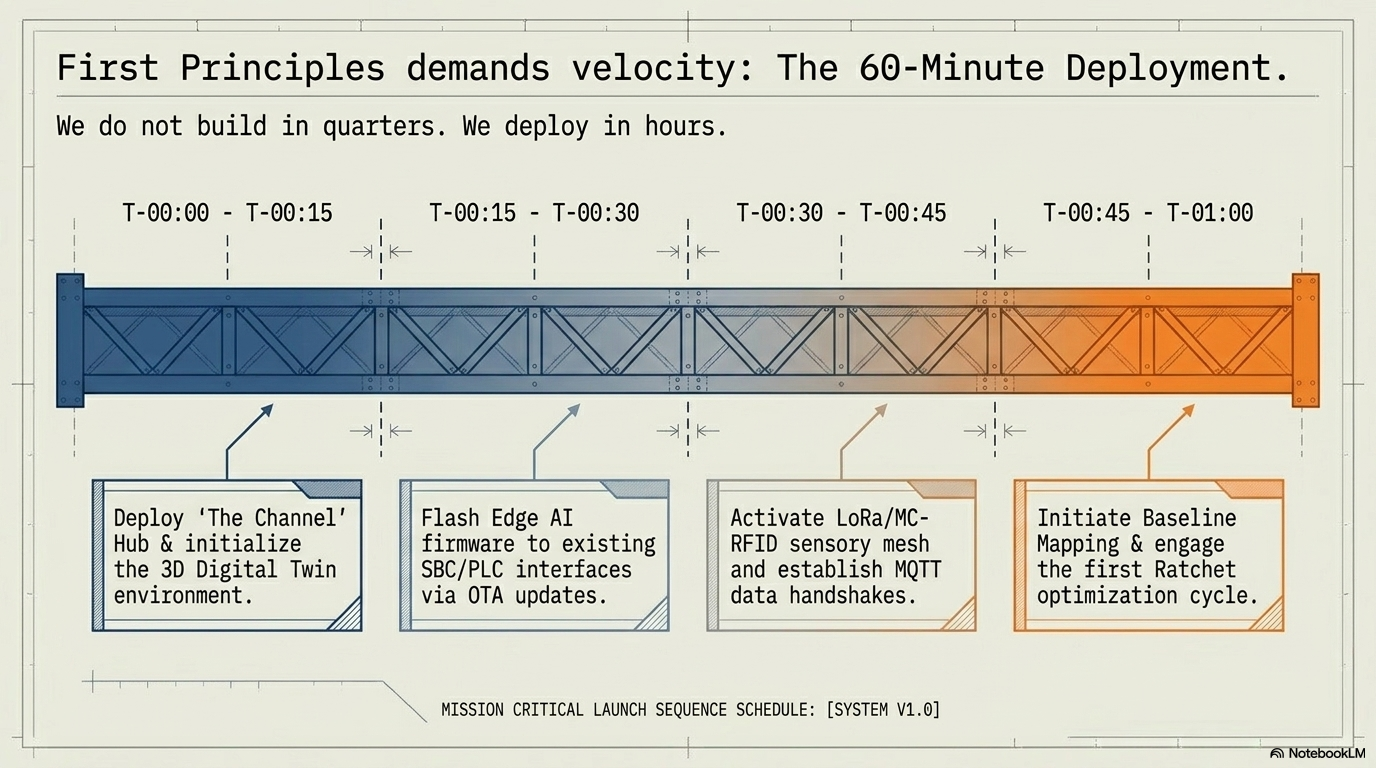 First Principles demands velocity: The 60-Minute Deployment.
We do not build in quarters. We deploy in hours.
T-00:00 - T-00:15
T-00:15 - T-00:30
T-00:30 - T-00:45
T-00:45 - T-01:00
Deploy ‘The Channel’
Hub & initialize
the 3D Digital Twin
environment.
Flash Edge AI
firmware to existing
SBC/PLC interfaces
via OTA updates.
Activate LoRa/MC-
RFID sensory mesh
and establish MQTT
data handshakes.
Initiate Baseline
Mapping & engage
the first Ratchet
optimization cycle.
MISSION CRITICAL LAUNCH SEQUENCE SCHEDULE: [SYSTEM V1.0]
NotebookLM